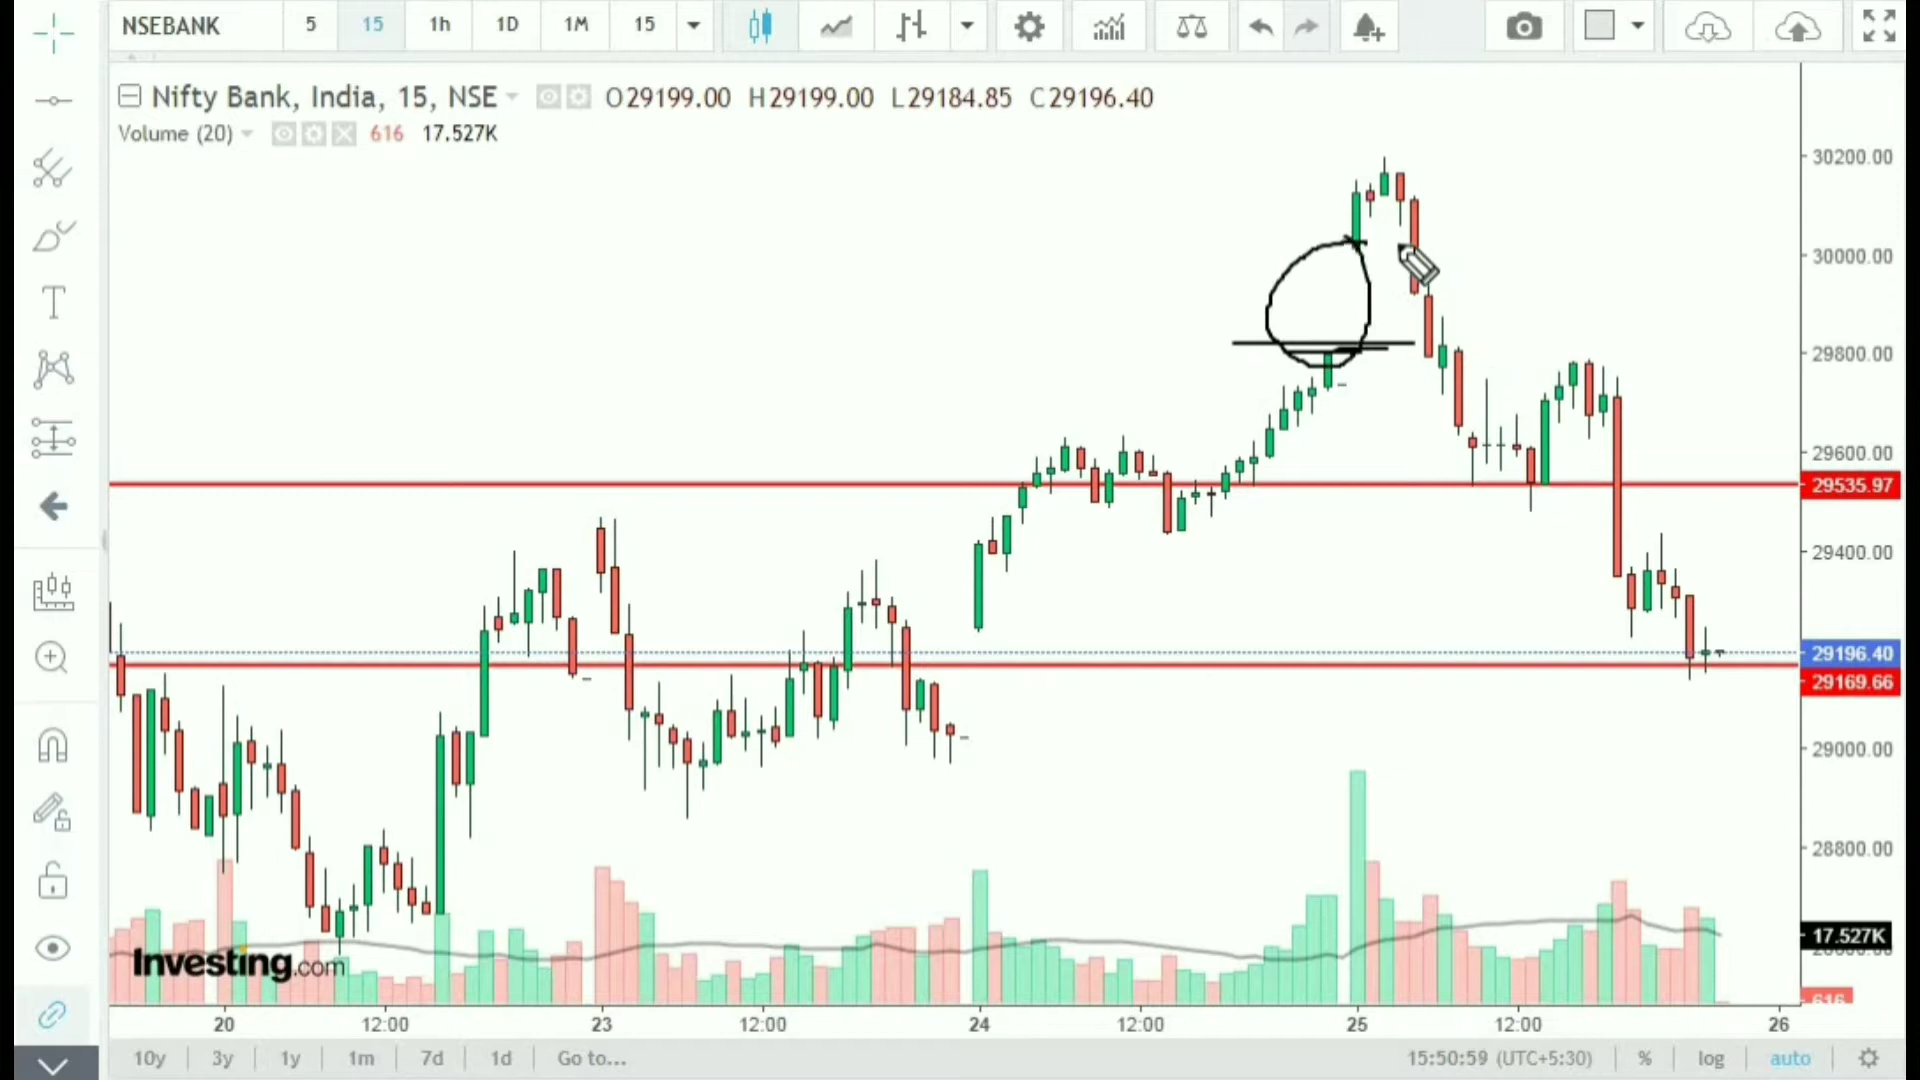 NSEBANK 5 15 1h 1D 1M 15
Nifty Bank, India, 15, NSE O29199.00 H29199.00 L29184.85 C29196.40
Volume (20) 616 17.527K
30200.00
30000.00
29800.00
29600.00
29535.97
29400.00
29196.40
29169.66
29000.00
28800.00
17.527K
616
Investing.com
20 12:00 23 12:00 24 12:00 25 12:00 26
10y 3y 1y 1m 7d 1d Go to... 15:50:59 (UTC+5:30) % log auto